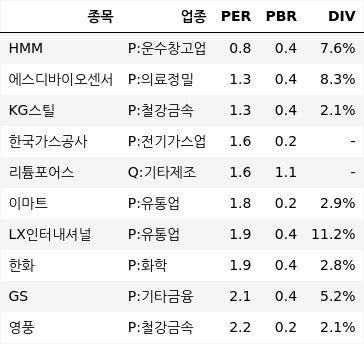 종목 업종 PER PBR DIV
HMM P:운수창고업 0.8 0.4 7.6%
에스디바이오센서 P:의료정밀 1.3 0.4 8.3%
KG스틸 P:철강금속 1.3 0.4 2.1%
한국가스공사 P:전기가스업 1.6 0.2 -
리튬포어스 Q:기타제조 1.6 1.1 -
이마트 P:유통업 1.8 0.2 2.9%
LX인터내셔널 P:유통업 1.9 0.4 11.2%
한화 P:화학 1.9 0.4 2.8%
GS P:기타금융 2.1 0.4 5.2%
영풍 P:철강금속 2.2 0.2 2.1%